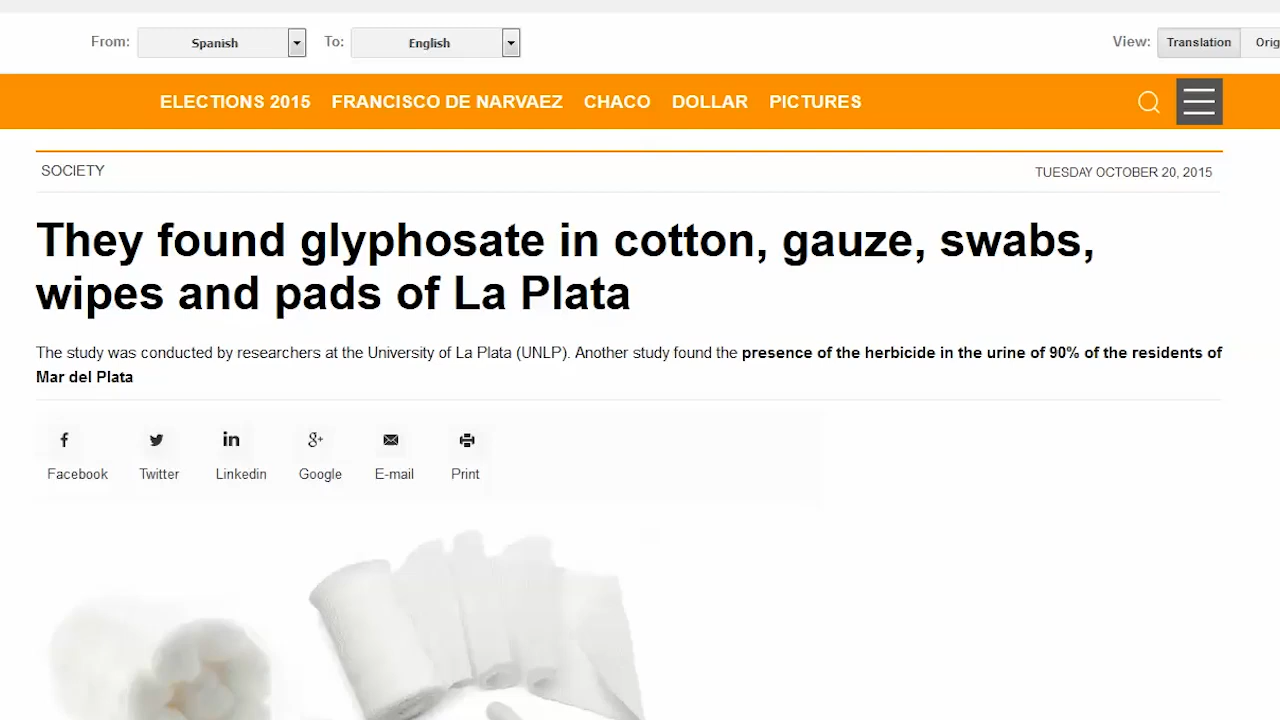 From: Spanish To: English View: Translation
ELECTIONS 2015 FRANCISCO DE NARVAEZ CHACO DOLLAR PICTURES
SOCIETY TUESDAY OCTOBER 20, 2015
They found glyphosate in cotton, gauze, swabs,
wipes and pads of La Plata
The study was conducted by researchers at the University of La Plata (UNLP). Another study found the presence of the herbicide in the urine of 90% of the residents of
Mar del Plata
Facebook Twitter Linkedin Google E-mail Print